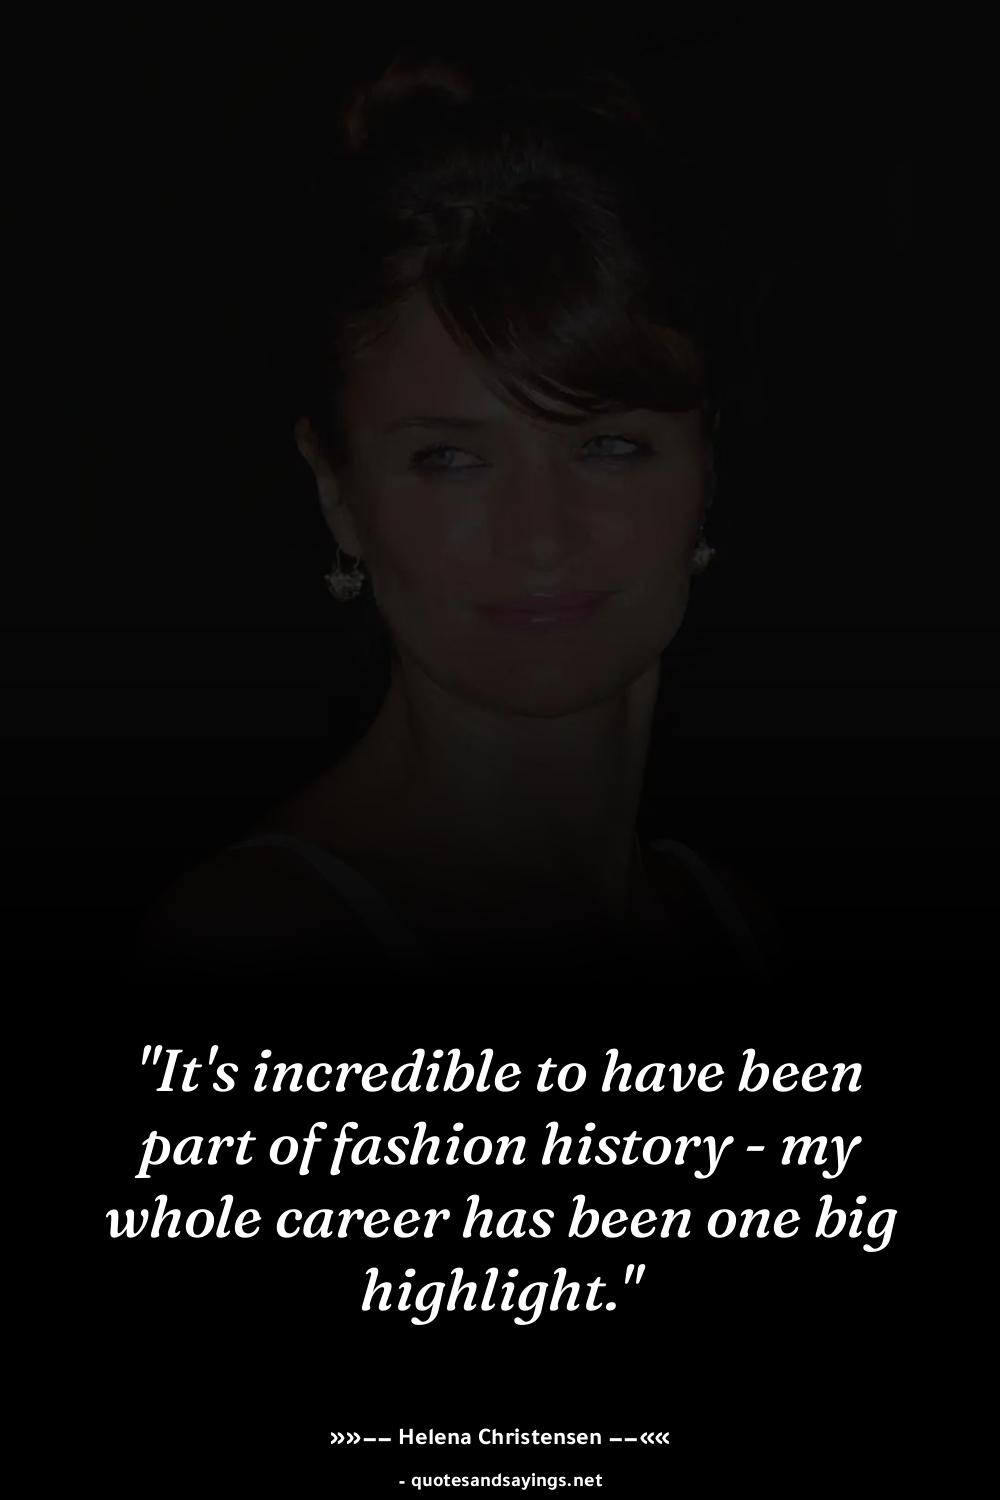 "It's incredible to have been
part of fashion history - my
whole career has been one big
highlight."
»»−− Helena Christensen −−««
- quotesandsayings.net